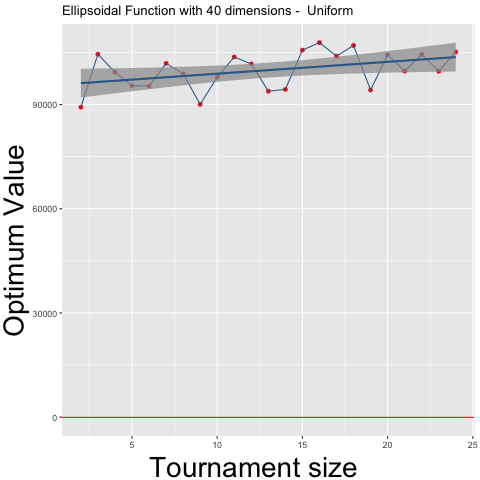 Ellipsoidal Function with 40 dimensions -  Uniform
Optimum Value
90000
60000
30000
0
5 10 15 20 25
Tournament size